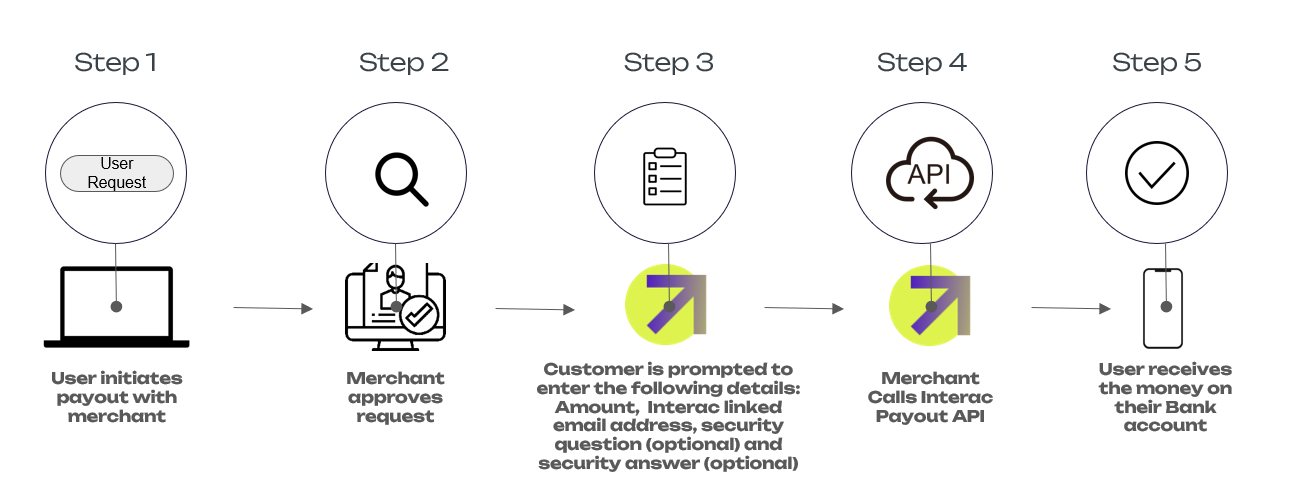 Step 1
Step 2
Step 3
Step 4
Step 5
User
Request
API
User initiates
payout with
merchant
Merchant
approves
request
Customer is prompted to
enter the following details:
Amount,  Interac linked
email address, security
question (optional) and
security answer (optional)
Merchant
Calls Interac
Payout API
User receives
the money on
their Bank
account